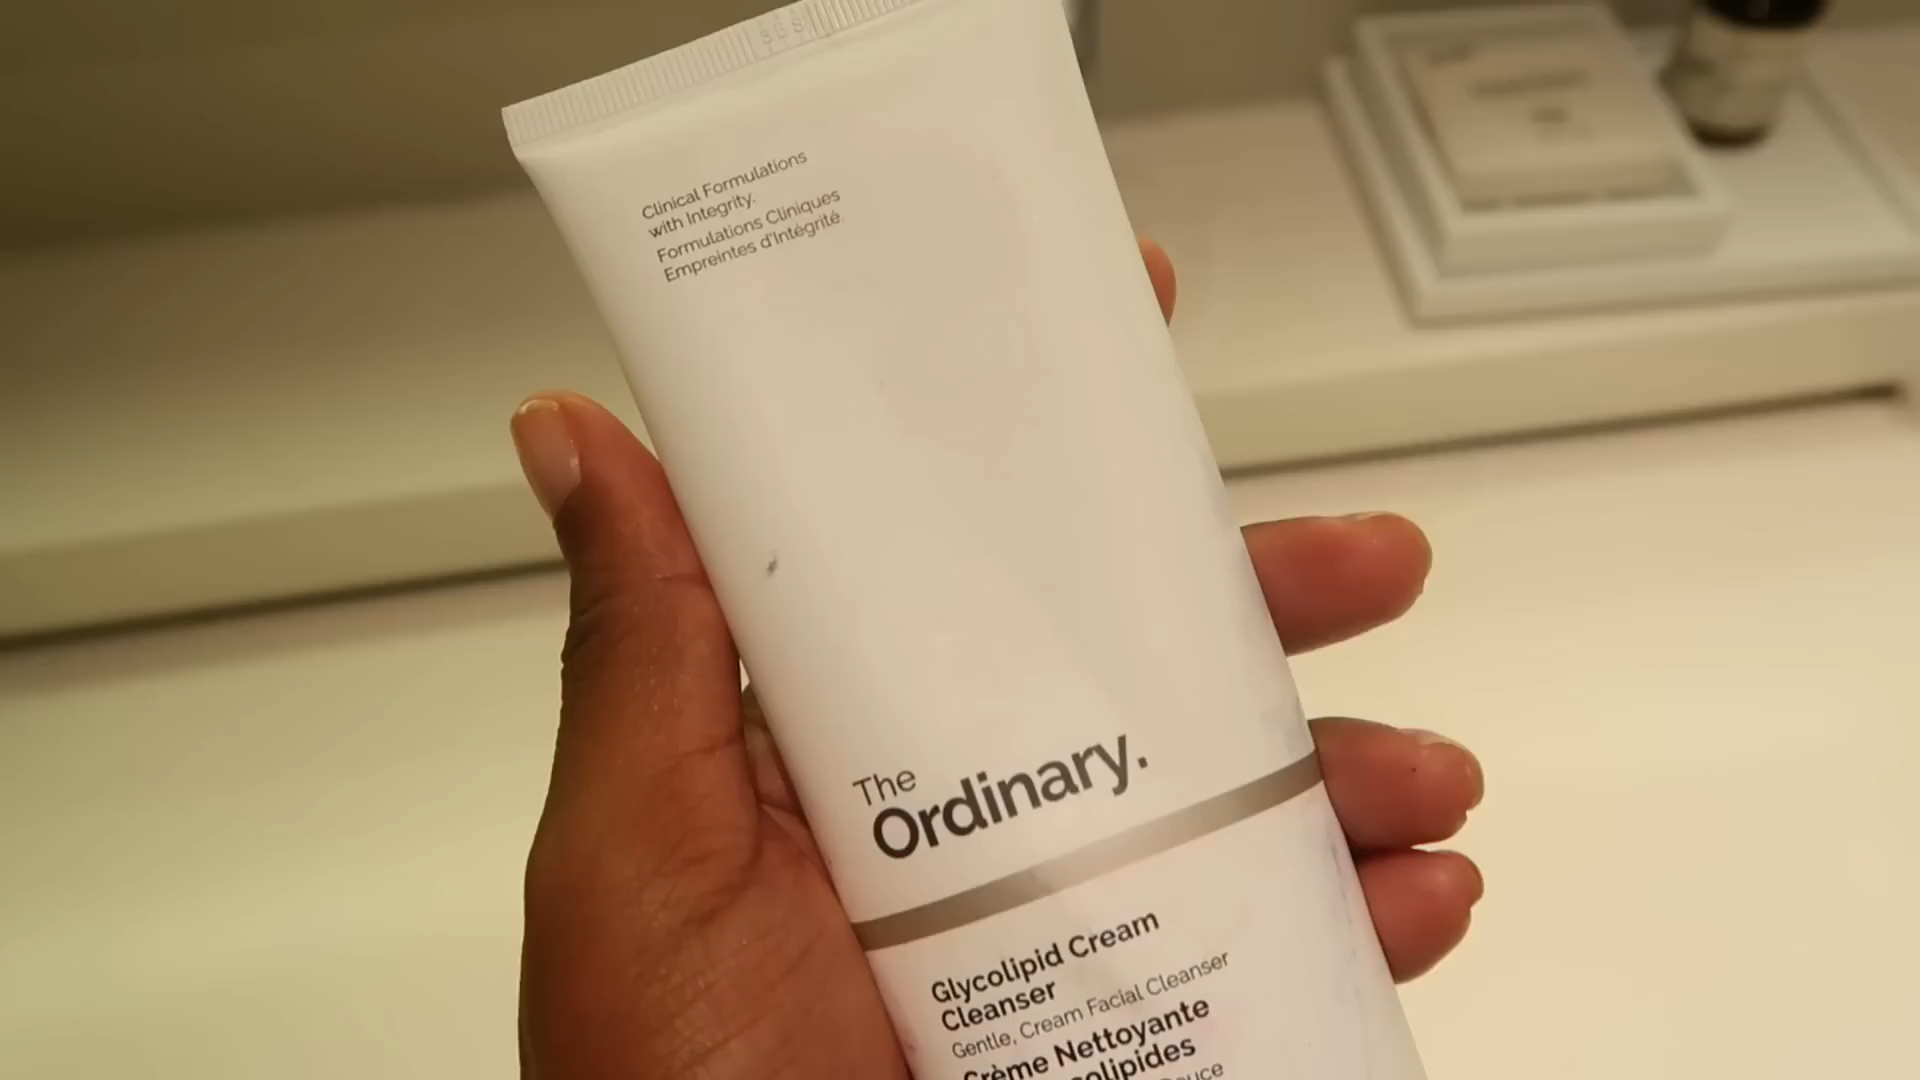 Clinical Formulations
with Integrity.
Formulations Cliniques
Empreintes d'Intégrité.
The
Ordinary.
Glycolipid Cream
Cleanser
Gentle, Cream Facial Cleanser
Crème Nettoyante